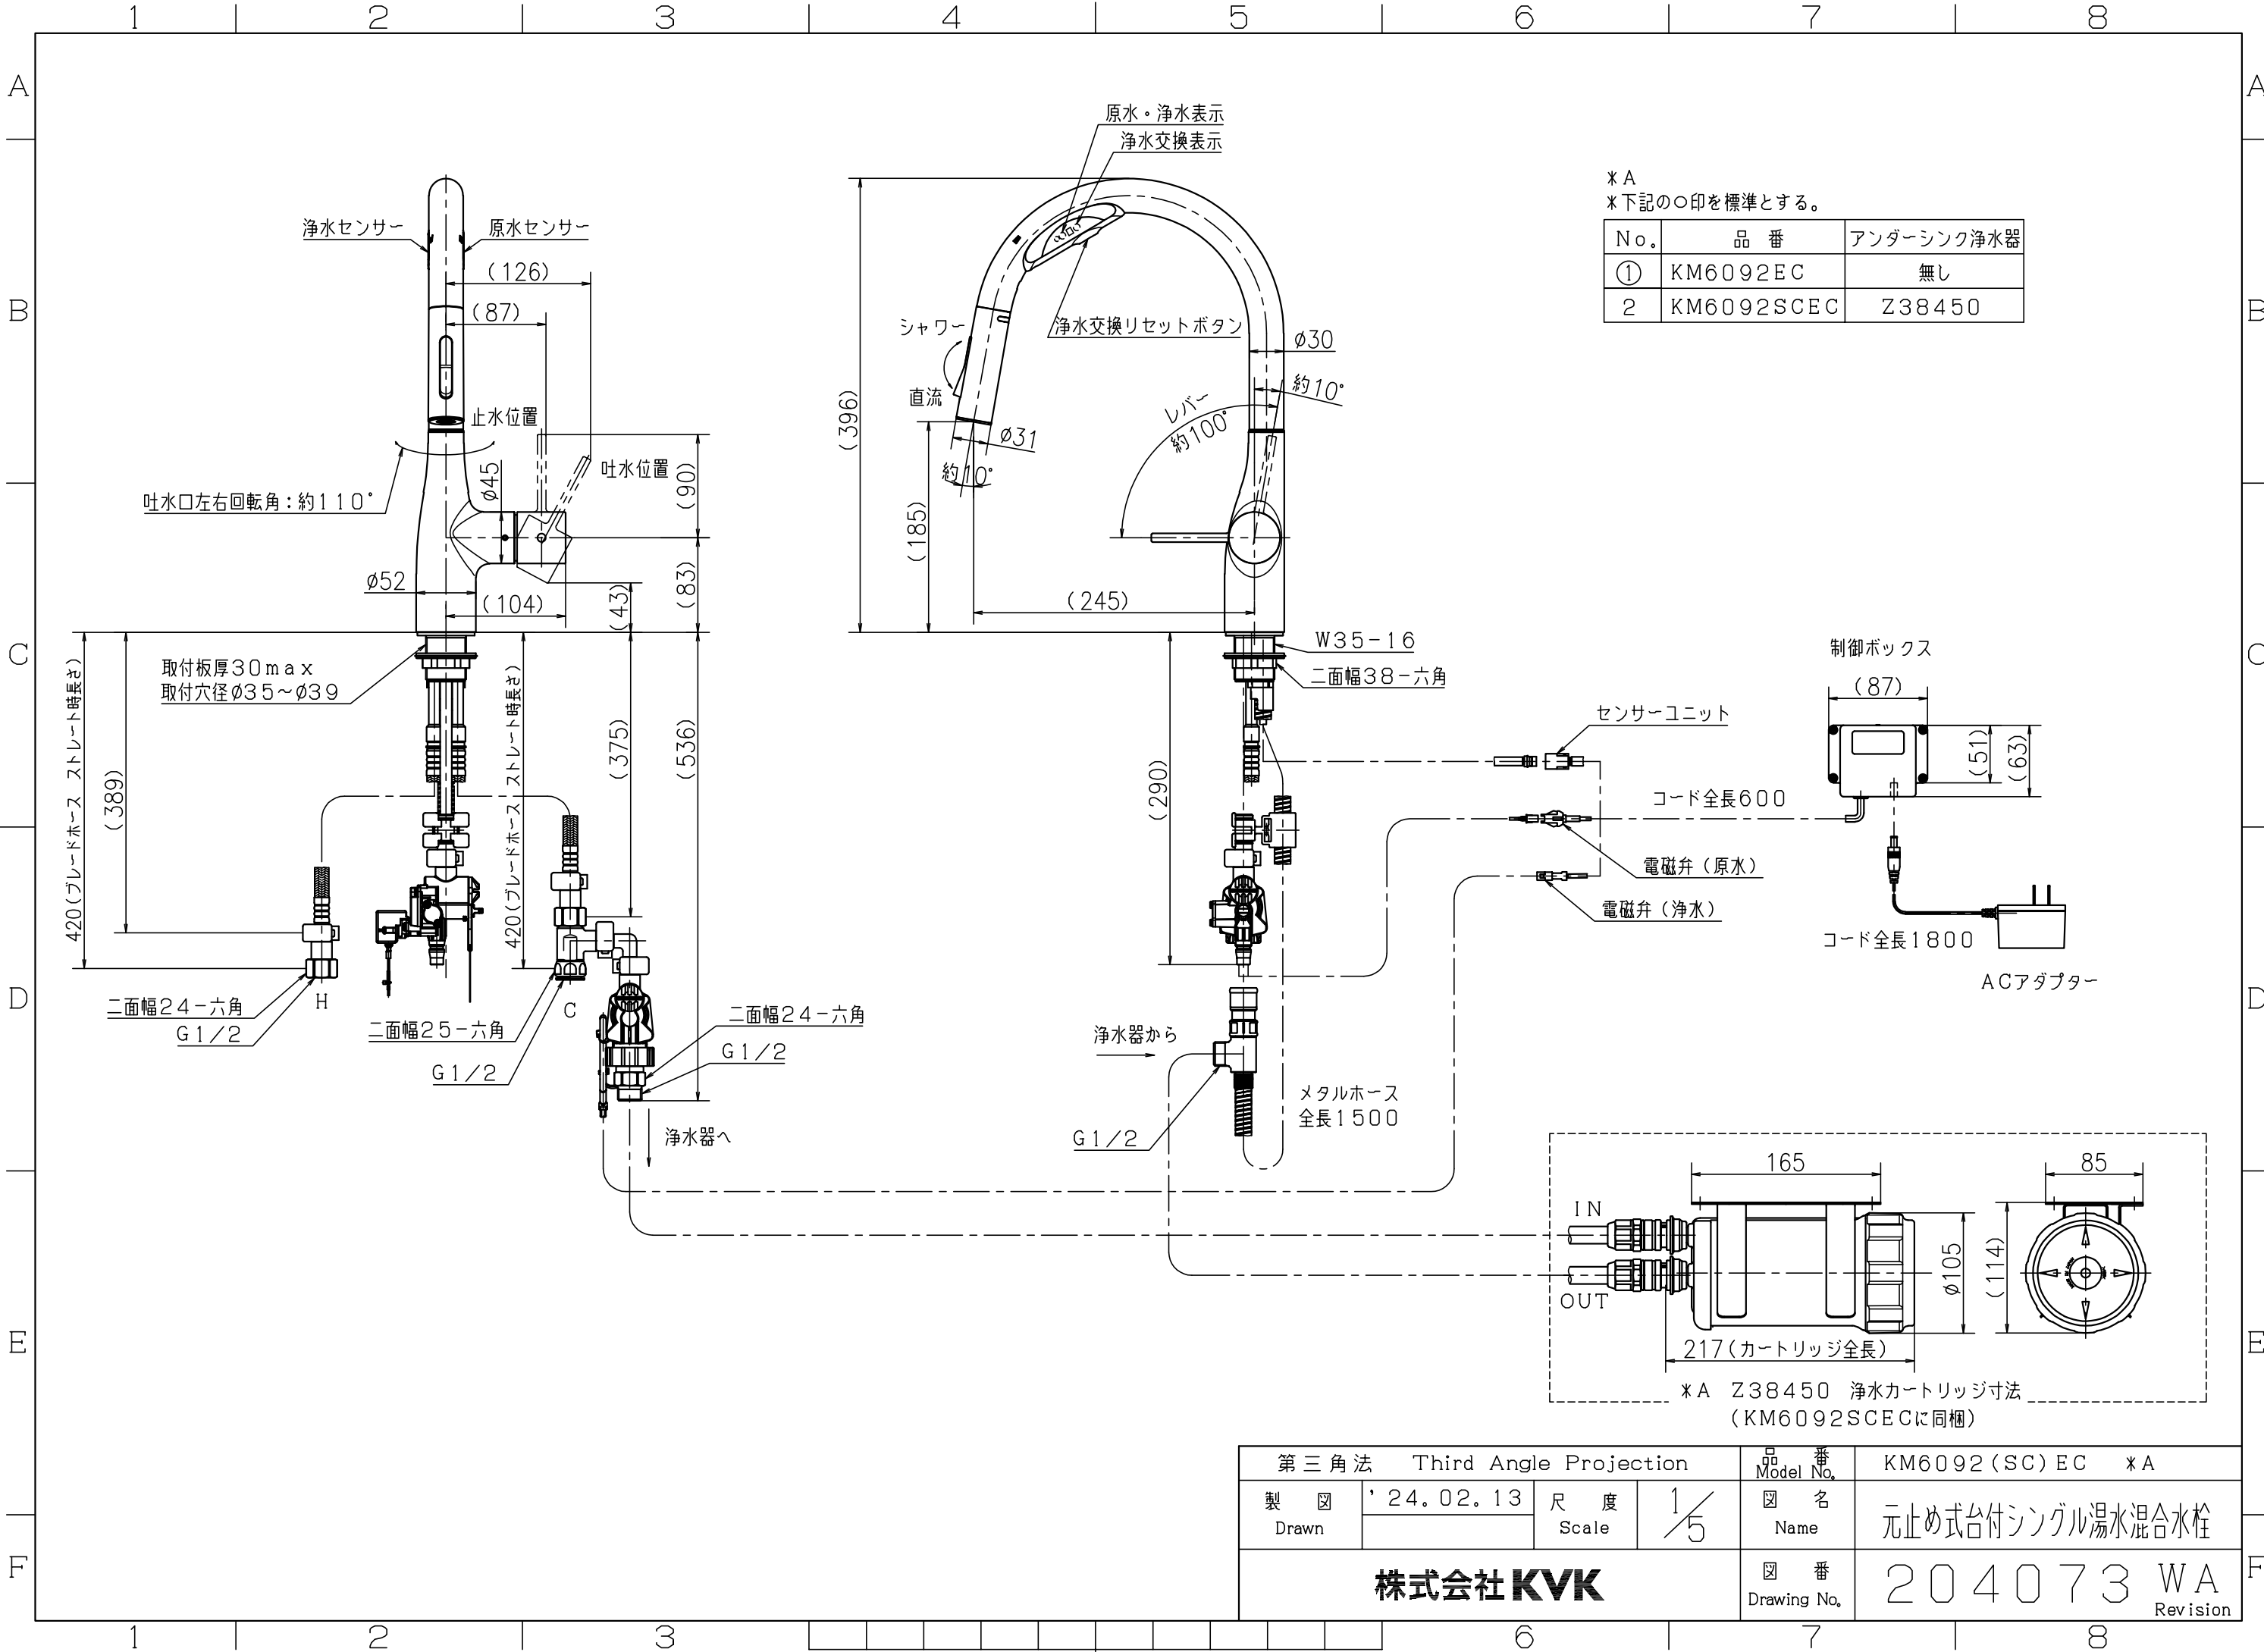 1 2 3 4 5 6 7 8
A A
B B
C C
D D
E E
F F
原水・浄水表示
浄水交換表示
浄水センサー
原水センサー
(126)
(87)
止水位置
吐水位置
吐水口左右回転角:約110°
ø45
(90)
(83)
ø52
(104)
(43)
取付板厚30max
取付穴径ø35~ø39
420(ブレードホース ストレート時長さ)
(389)
420(ブレードホース ストレート時長さ)
(375)
(536)
二面幅24-六角
G1/2
H
二面幅25-六角
G1/2
C
二面幅24-六角
G1/2
浄水器へ
シャワー
直流
浄水交換リセットボタン
(396)
(185)
ø31
約10°
ø30
約10°
レバー
約100°
(245)
W35-16
二面幅38-六角
(290)
浄水器から
G1/2
メタルホース
全長1500
センサーユニット
コード全長600
電磁弁(原水)
電磁弁(浄水)
制御ボックス
(87)
(51)
(63)
コード全長1800
ACアダプター
*A
*下記の○印を標準とする。
No. 品番 アンダーシンク浄水器
① KM6092EC 無し
2 KM6092SCEC Z38450
165
85
IN
OUT
ø105
(114)
217(カートリッジ全長)
*A Z38450 浄水カートリッジ寸法
(KM6092SCECに同梱)
第三角法 Third Angle Projection
品番 Model No.
KM6092(SC)EC *A
製図 Drawn
'24.02.13
尺度 Scale
1/5
図名 Name
元止め式台付シングル湯水混合水栓
株式会社KVK
図番 Drawing No.
204073 WA
Revision
1 2 3 6 7 8